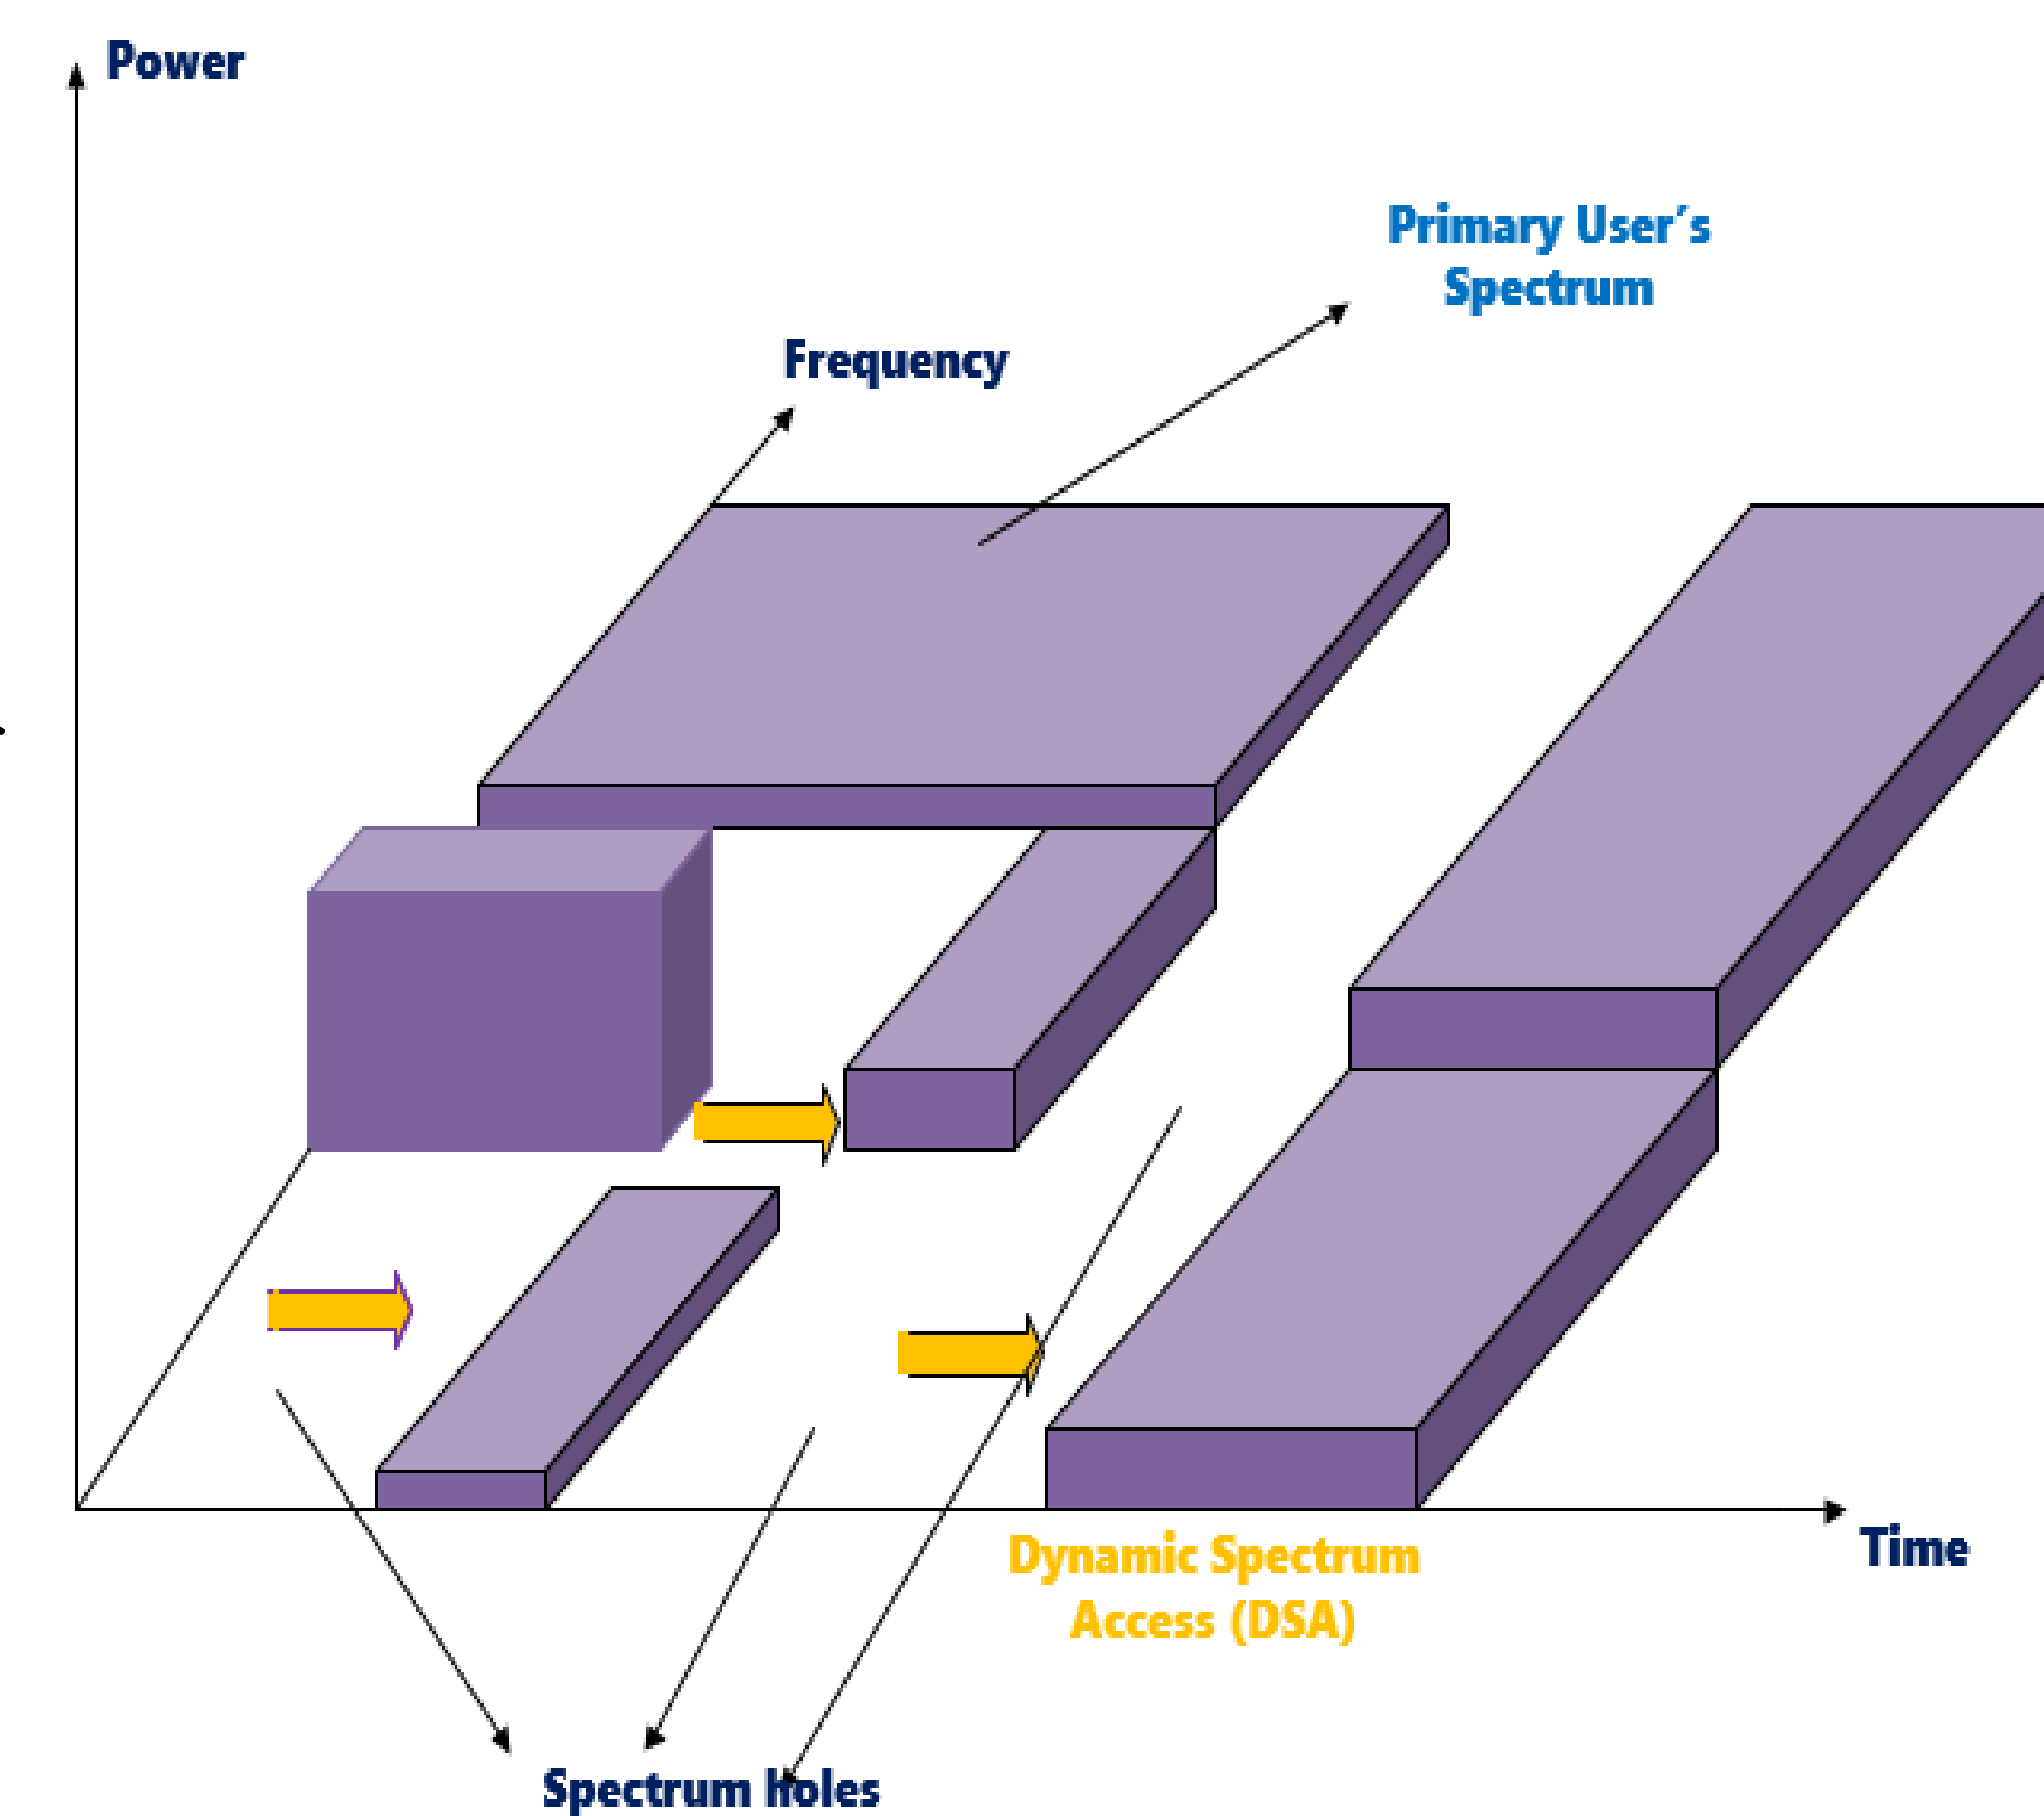 Power
Primary User´s
Spectrum
Frequency
Dynamic Spectrum
Access (DSA)
Time
Spectrum holes